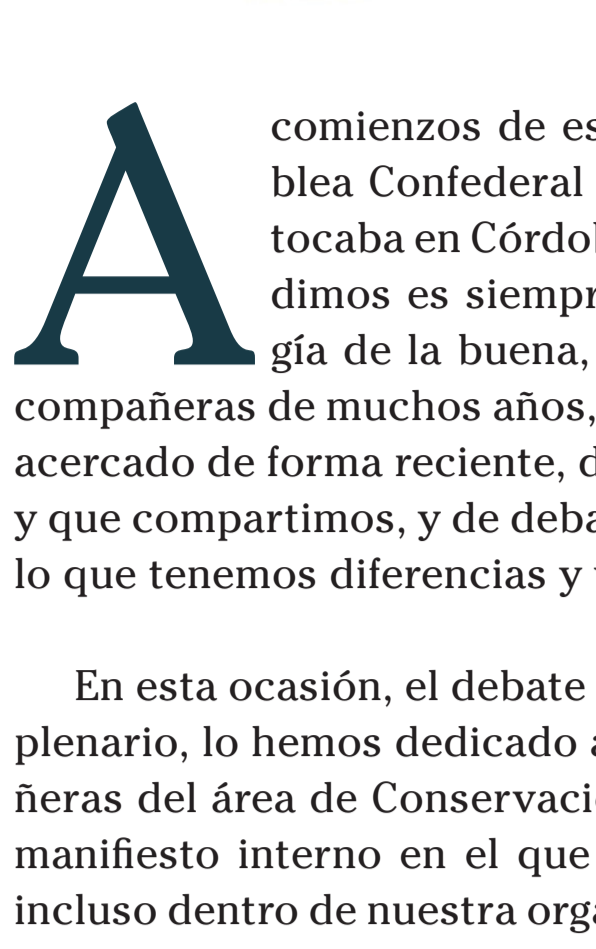 A comienzos de es
blea Confederal
tocaba en Córdob
dimos es siempr
gía de la buena,
compañeras de muchos años,
acercado de forma reciente, d
y que compartimos, y de deba
lo que tenemos diferencias y
En esta ocasión, el debate
plenario, lo hemos dedicado a
ñeras del área de Conservaci
manifiesto interno en el que
incluso dentro de nuestra orga